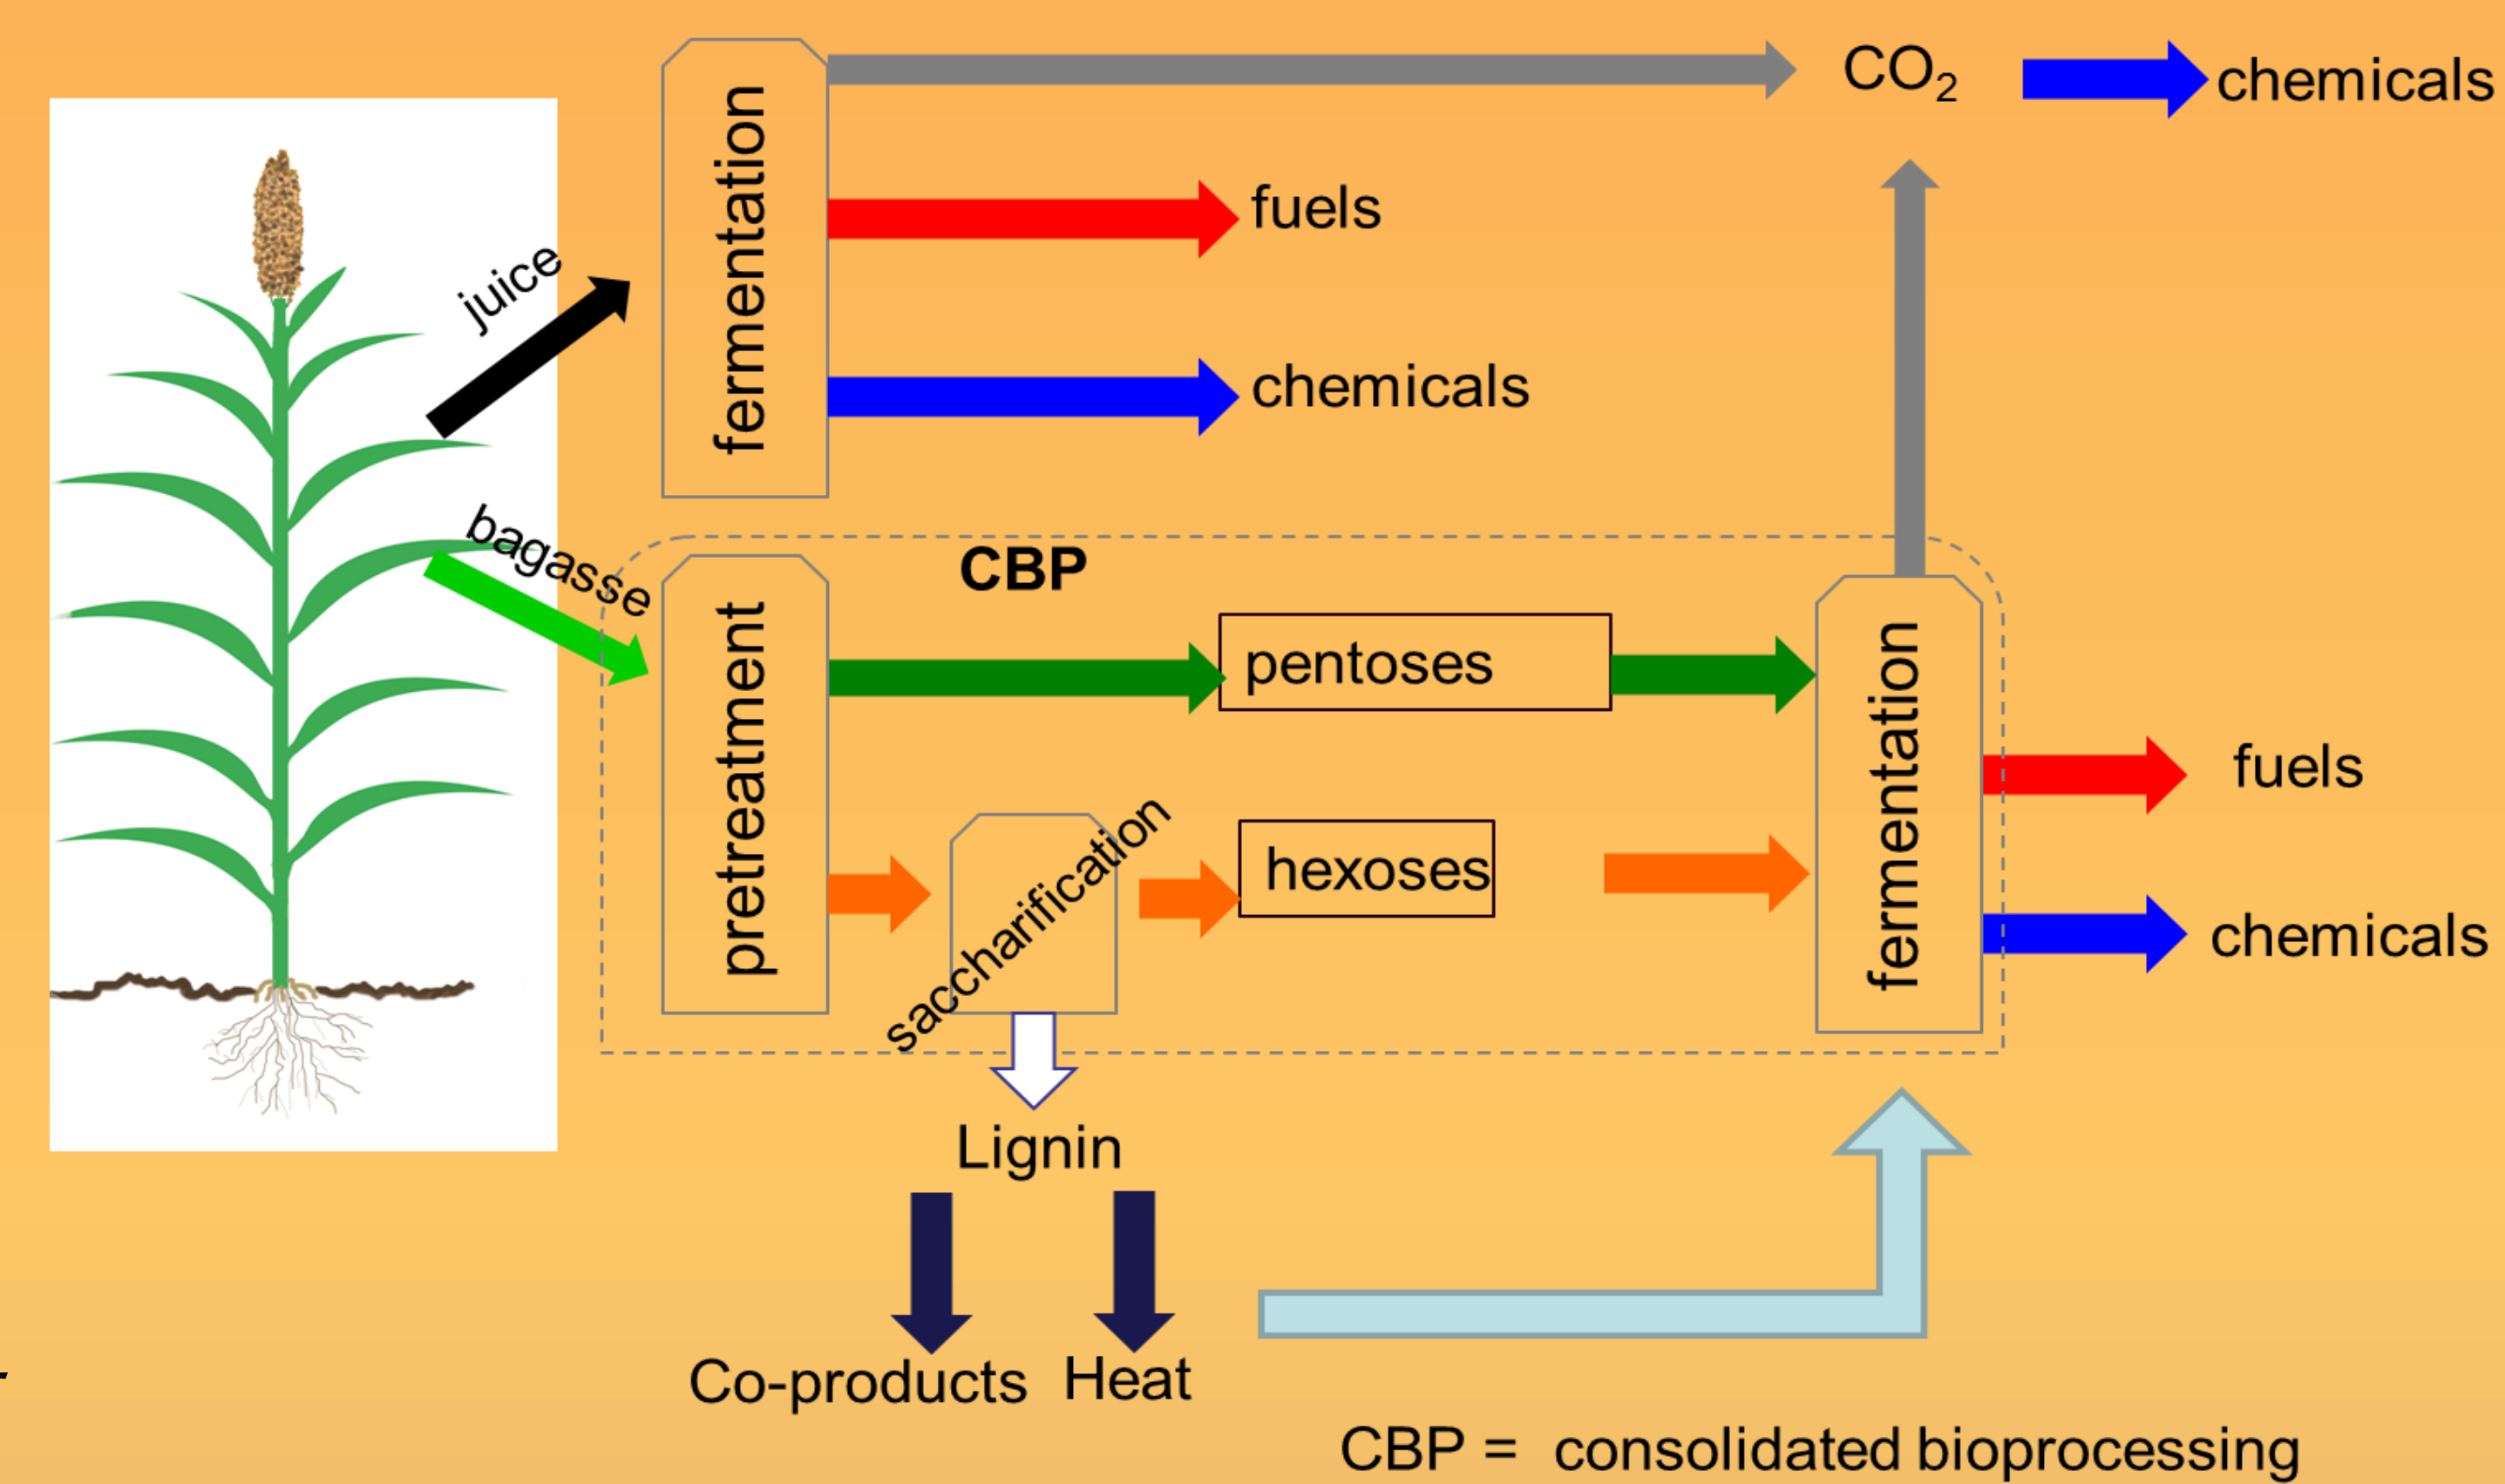 CO₂
chemicals
fermentation
fuels
juice
chemicals
bagasse
CBP
pretreatment
pentoses
fermentation
fuels
saccharification
hexoses
chemicals
Lignin
Co-products
Heat
CBP = consolidated bioprocessing